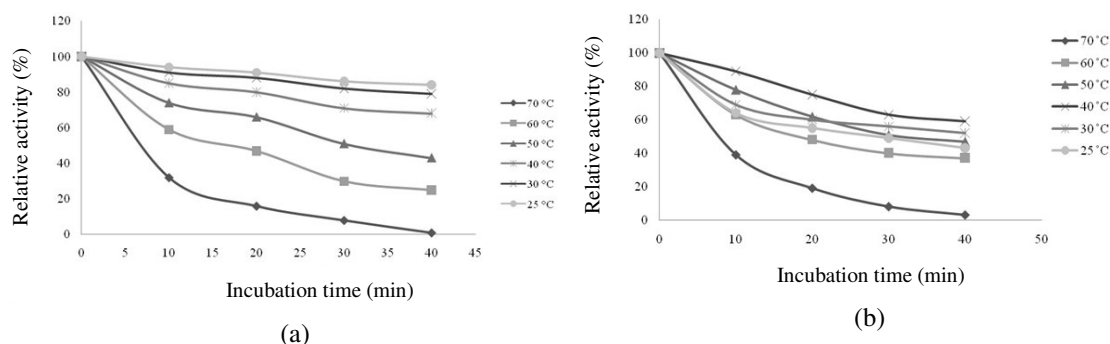 Relative activity (%)
120
100
80
60
40
20
0
0 5 10 15 20 25 30 35 40 45
Incubation time (min)
70 °C
60 °C
50 °C
40 °C
30 °C
25 °C
(a)
Relative activity (%)
120
100
80
60
40
20
0
0 10 20 30 40 50
Incubation time (min)
70 ˚C
60 ˚C
50 ˚C
40 ˚C
30 ˚C
25 ˚C
(b)